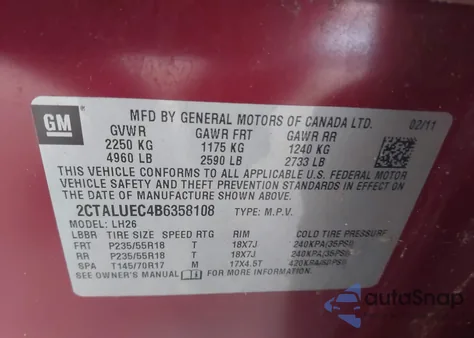 GM
MFD BY GENERAL MOTORS OF CANADA LTD. 02/11
GVWR GAWR FRT GAWR RR
2250 KG 1175 KG 1240 KG
4960 LB 2590 LB 2733 LB
THIS VEHICLE CONFORMS TO ALL APPLICABLE U.S. FEDERAL MOTOR
VEHICLE SAFETY AND THEFT PREVENTION STANDARDS IN EFFECT ON
THE DATE OF MANUFACTURE SHOWN ABOVE.
2CTALUEC4B6358108 TYPE: M.P.V.
MODEL: LH26
LBBR TIRE SIZE SPEED RTG RIM COLD TIRE PRESSURE
FRT P235/55R18 T 18X7J 240KPA(35PSI)
RR P235/55R18 T 18X7J 240KPA(35PSI)
SPA T145/70R17 M 17X4.5T 420KPA(60PSI)
SEE OWNER'S MANUAL FOR MORE INFORMATION.
autoSnap